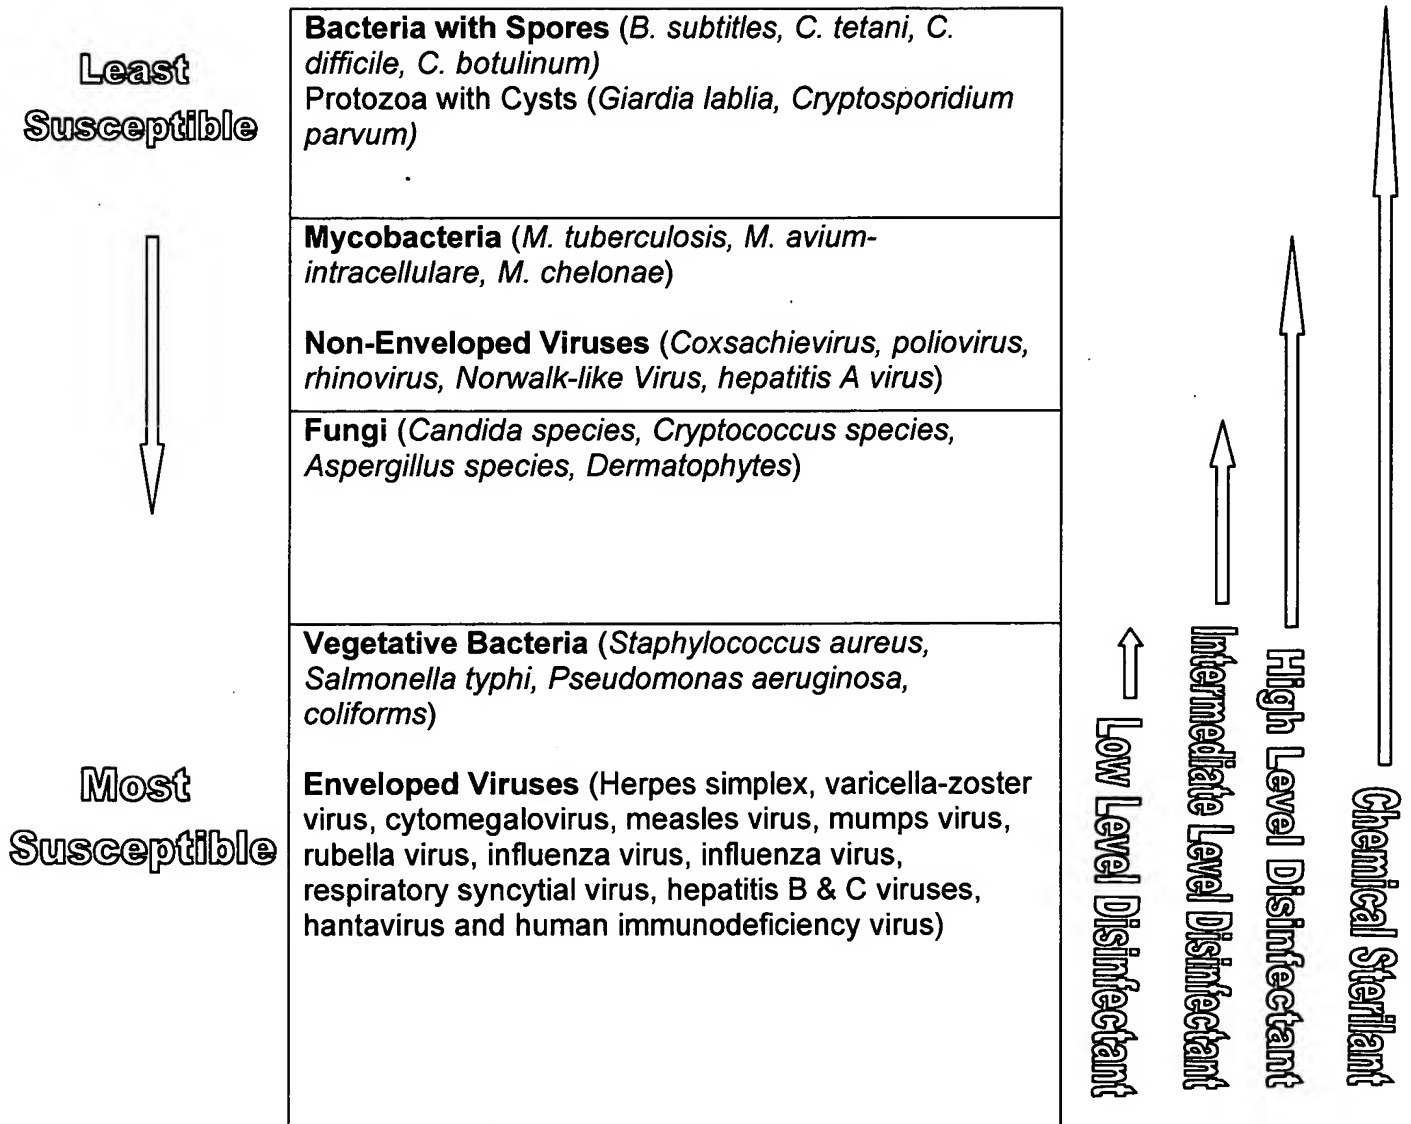 Least
Susceptible
Bacteria with Spores (B. subtitles, C. tetani, C.
difficile, C. botulinum)
Protozoa with Cysts (Giardia lablia, Cryptosporidium
parvum)
Mycobacteria (M. tuberculosis, M. avium-
intracellulare, M. chelonae)
Non-Enveloped Viruses (Coxsachievirus, poliovirus,
rhinovirus, Norwalk-like Virus, hepatitis A virus)
Fungi (Candida species, Cryptococcus species,
Aspergillus species, Dermatophytes)
Vegetative Bacteria (Staphylococcus aureus,
Salmonella typhi, Pseudomonas aeruginosa,
coliforms)
Most
Susceptible
Enveloped Viruses (Herpes simplex, varicella-zoster
virus, cytomegalovirus, measles virus, mumps virus,
rubella virus, influenza virus, influenza virus,
respiratory syncytial virus, hepatitis B & C viruses,
hantavirus and human immunodeficiency virus)
Low Level Disinfectant
Intermediate Level Disinfectant
High Level Disinfectant
Chemical Sterilant